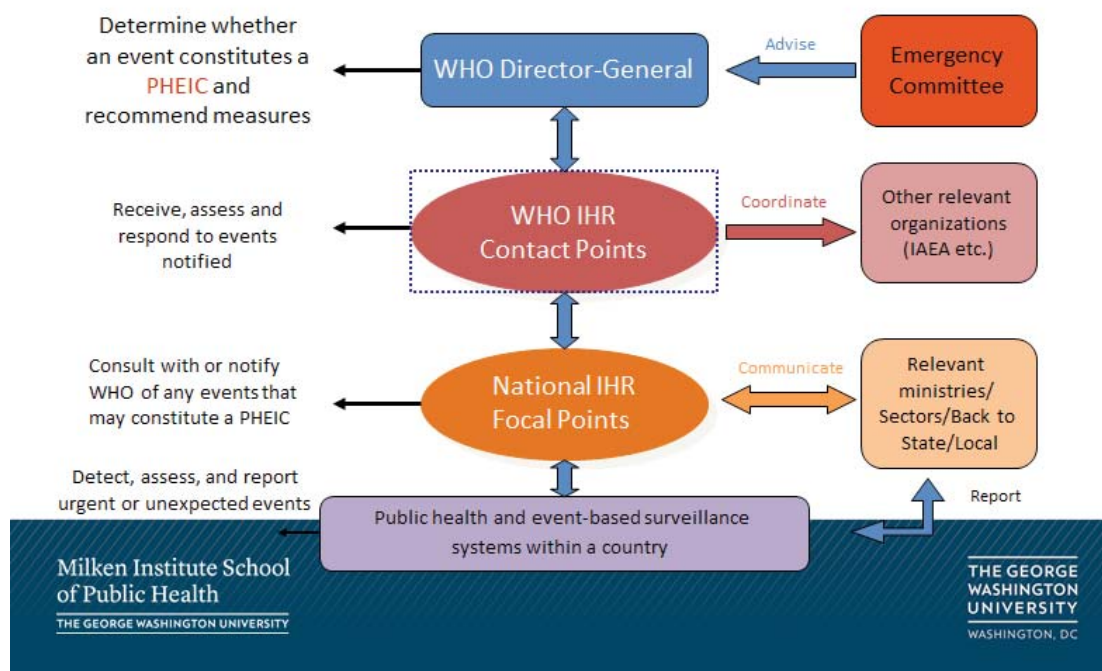 Determine whether
an event constitutes a
PHEIC and
recommend measures
WHO Director-General
Advise
Emergency
Committee
Receive, assess and
respond to events
notified
WHO IHR
Contact Points
Coordinate
Other relevant
organizations
(IAEA etc.)
Consult with or notify
WHO of any events that
may constitute a PHEIC
National IHR
Focal Points
Communicate
Relevant
ministries/
Sectors/Back to
State/Local
Detect, assess, and report
urgent or unexpected events
Public health and event-based surveillance
systems within a country
Report
Milken Institute School
of Public Health
THE GEORGE WASHINGTON UNIVERSITY
THE GEORGE
WASHINGTON
UNIVERSITY
WASHINGTON, DC